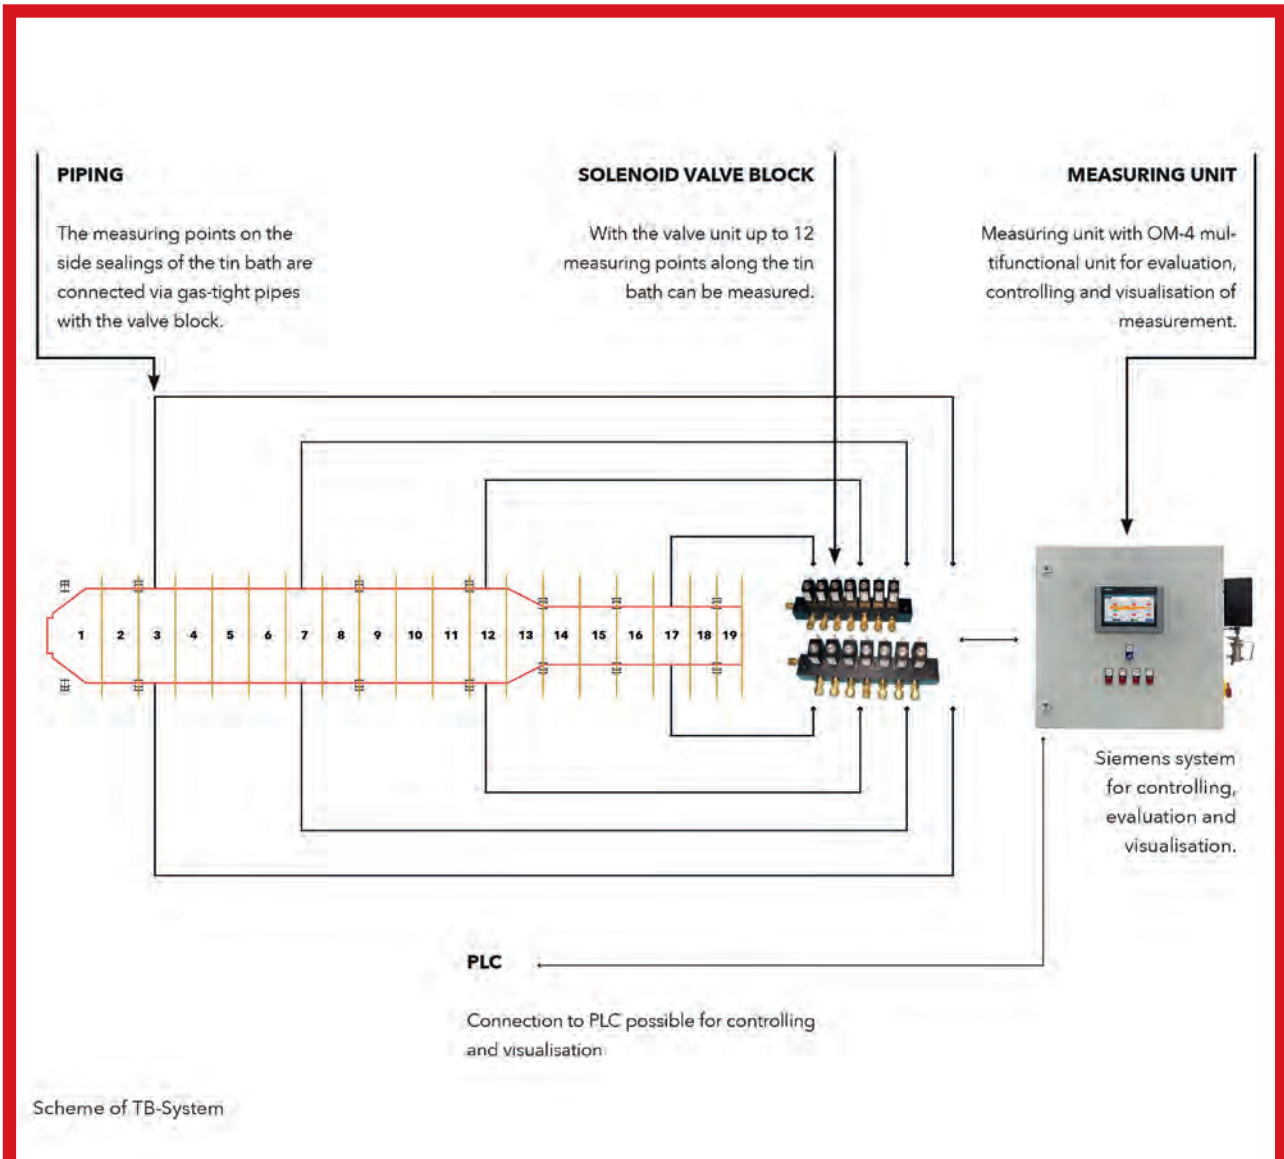 PIPING
The measuring points on the
side sealings of the tin bath are
connected via gas-tight pipes
with the valve block.
SOLENOID VALVE BLOCK
With the valve unit up to 12
measuring points along the tin
bath can be measured.
MEASURING UNIT
Measuring unit with OM-4 mul-
tifunctional unit for evaluation,
controlling and visualisation of
measurement.
1 2 3 4 5 6 7 8 9 10 11 12 13 14 15 16 17 18 19
Siemens system
for controlling,
evaluation and
visualisation.
PLC
Connection to PLC possible for controlling
and visualisation
Scheme of TB-System